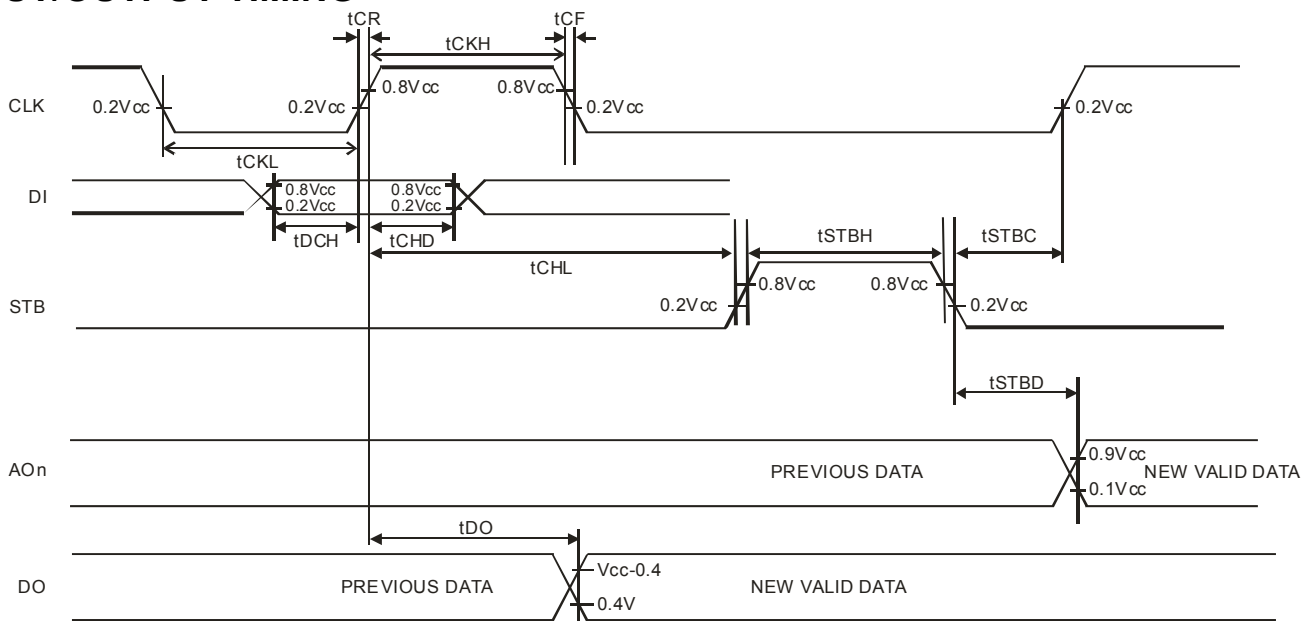 tCR
tCF
tCKH
CLK
0.2Vcc
0.2Vcc
0.8Vcc
0.8Vcc
0.2Vcc
0.2Vcc
tCKL
DI
0.8Vcc
0.2Vcc
0.8Vcc
0.2Vcc
tDCH
tCHD
tCHL
tSTBH
tSTBC
STB
0.2Vcc
0.8Vcc
0.8Vcc
0.2Vcc
tSTBD
AOn
PREVIOUS DATA
0.9Vcc
0.1Vcc
NEW VALID DATA
tDO
DO
PREVIOUS DATA
Vcc-0.4
0.4V
NEW VALID DATA